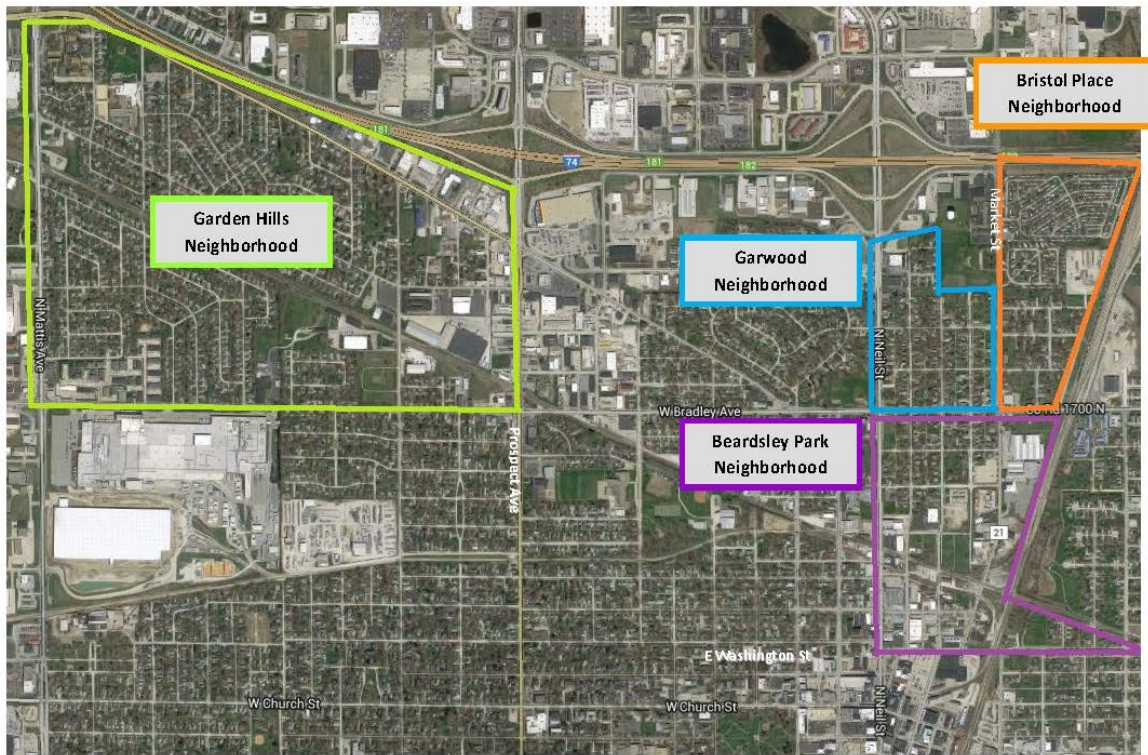 Bristol Place
Neighborhood
181
74
181
182
Market St
Garden Hills
Neighborhood
Garwood
Neighborhood
N Mattis Ave
N Neil St
W Bradley Ave
1700 N
Beardsley Park
Neighborhood
Prospect Ave
21
E Washington St
W Church St
W Church St
N Neil St